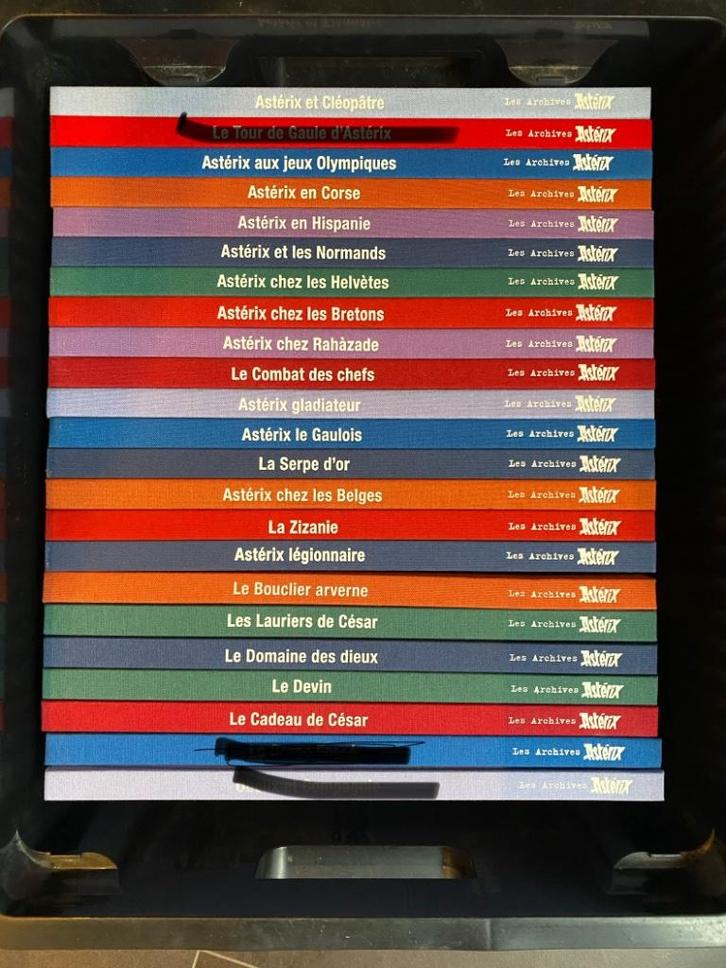 Astérix et Cléopâtre Les Archives Astérix
Le Tour de Gaule d'Astérix Les Archives Astérix
Astérix aux jeux Olympiques Les Archives Astérix
Astérix en Corse Les Archives Astérix
Astérix en Hispanie Les Archives Astérix
Astérix et les Normands Les Archives Astérix
Astérix chez les Helvètes Les Archives Astérix
Astérix chez les Bretons Les Archives Astérix
Astérix chez Rahàzade Les Archives Astérix
Le Combat des chefs Les Archives Astérix
Astérix gladiateur Les Archives Astérix
Astérix le Gaulois Les Archives Astérix
La Serpe d'or Les Archives Astérix
Astérix chez les Belges Les Archives Astérix
La Zizanie Les Archives Astérix
Astérix légionnaire Les Archives Astérix
Le Bouclier arverne Les Archives Astérix
Les Lauriers de César Les Archives Astérix
Le Domaine des dieux Les Archives Astérix
Le Devin Les Archives Astérix
Le Cadeau de César Les Archives Astérix
Les Archives Astérix
Les Archives Astérix